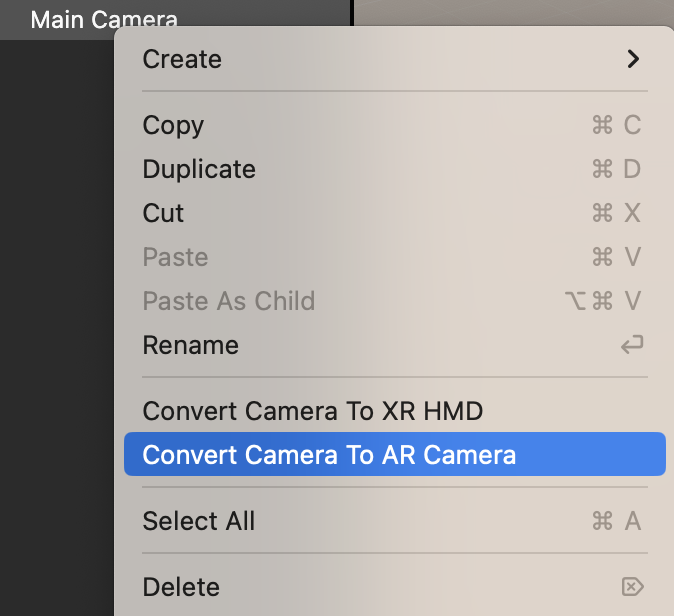 Main Camera
Create
Copy ⌘ C
Duplicate ⌘ D
Cut ⌘ X
Paste ⌘ V
Paste As Child ⌥⌘ V
Rename
Convert Camera To XR HMD
Convert Camera To AR Camera
Select All ⌘ A
Delete